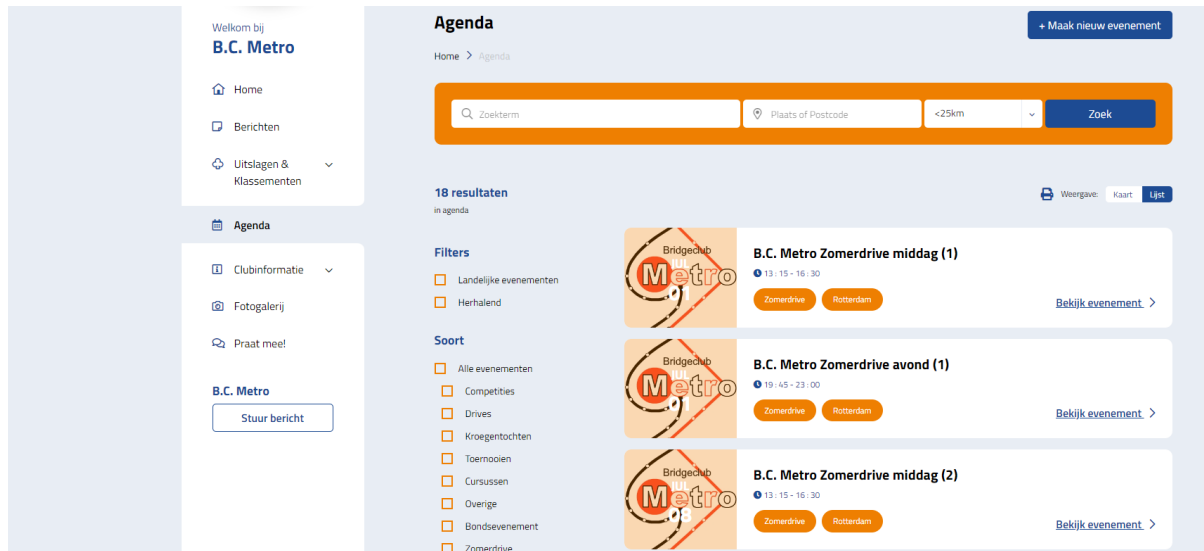 Welkom bij
B.C. Metro
Home
Berichten
Uitslagen &
Klassementen
Agenda
Clubinformatie
Fotogalerij
Praat mee!
B.C. Metro
Stuur bericht
Agenda
+ Maak nieuw evenement
Home > Agenda
Zoekterm
Plaats of Postcode
<25km
Zoek
18 resultaten
in agenda
Weergave: Kaart Lijst
Filters
Landelijke evenementen
Herhalend
Soort
Alle evenementen
Competities
Drives
Kroegentochten
Toernooien
Cursussen
Overige
Bondsevenement
Zomerdrive
Bridgeclub
JUL
Metro
01
B.C. Metro Zomerdrive middag (1)
13 : 15 - 16 : 30
Zomerdrive Rotterdam
Bekijk evenement >
Bridgeclub
JUL
Metro
01
B.C. Metro Zomerdrive avond (1)
19 : 45 - 23 : 00
Zomerdrive Rotterdam
Bekijk evenement >
Bridgeclub
JUL
Metro
08
B.C. Metro Zomerdrive middag (2)
13 : 15 - 16 : 30
Zomerdrive Rotterdam
Bekijk evenement >